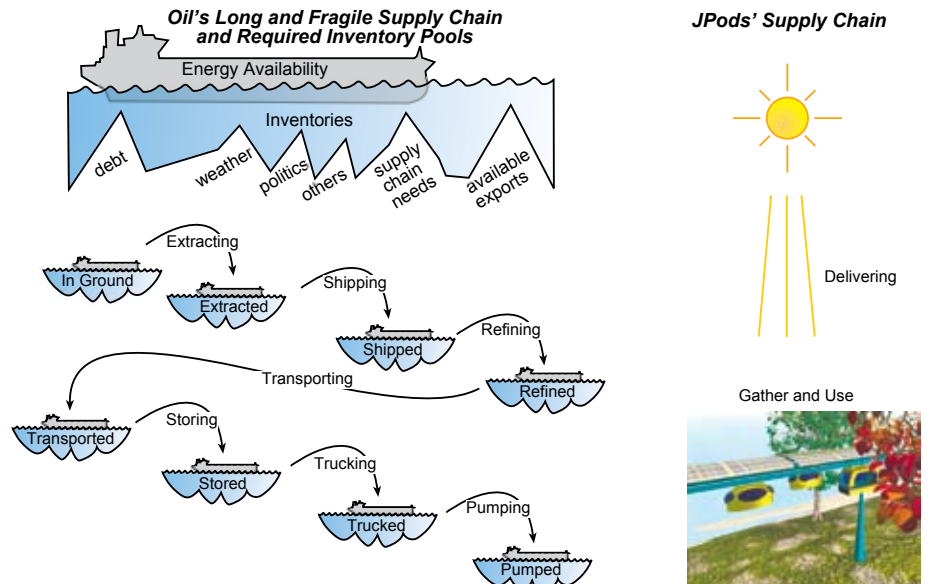 Oil's Long and Fragile Supply Chain
and Required Inventory Pools
Energy Availability
Inventories
debt
weather
politics
others
supply
chain
needs
available
exports
In Ground
Extracting
Extracted
Shipping
Shipped
Refining
Refined
Transporting
Transported
Storing
Stored
Trucking
Trucked
Pumping
Pumped
JPods' Supply Chain
Delivering
Gather and Use